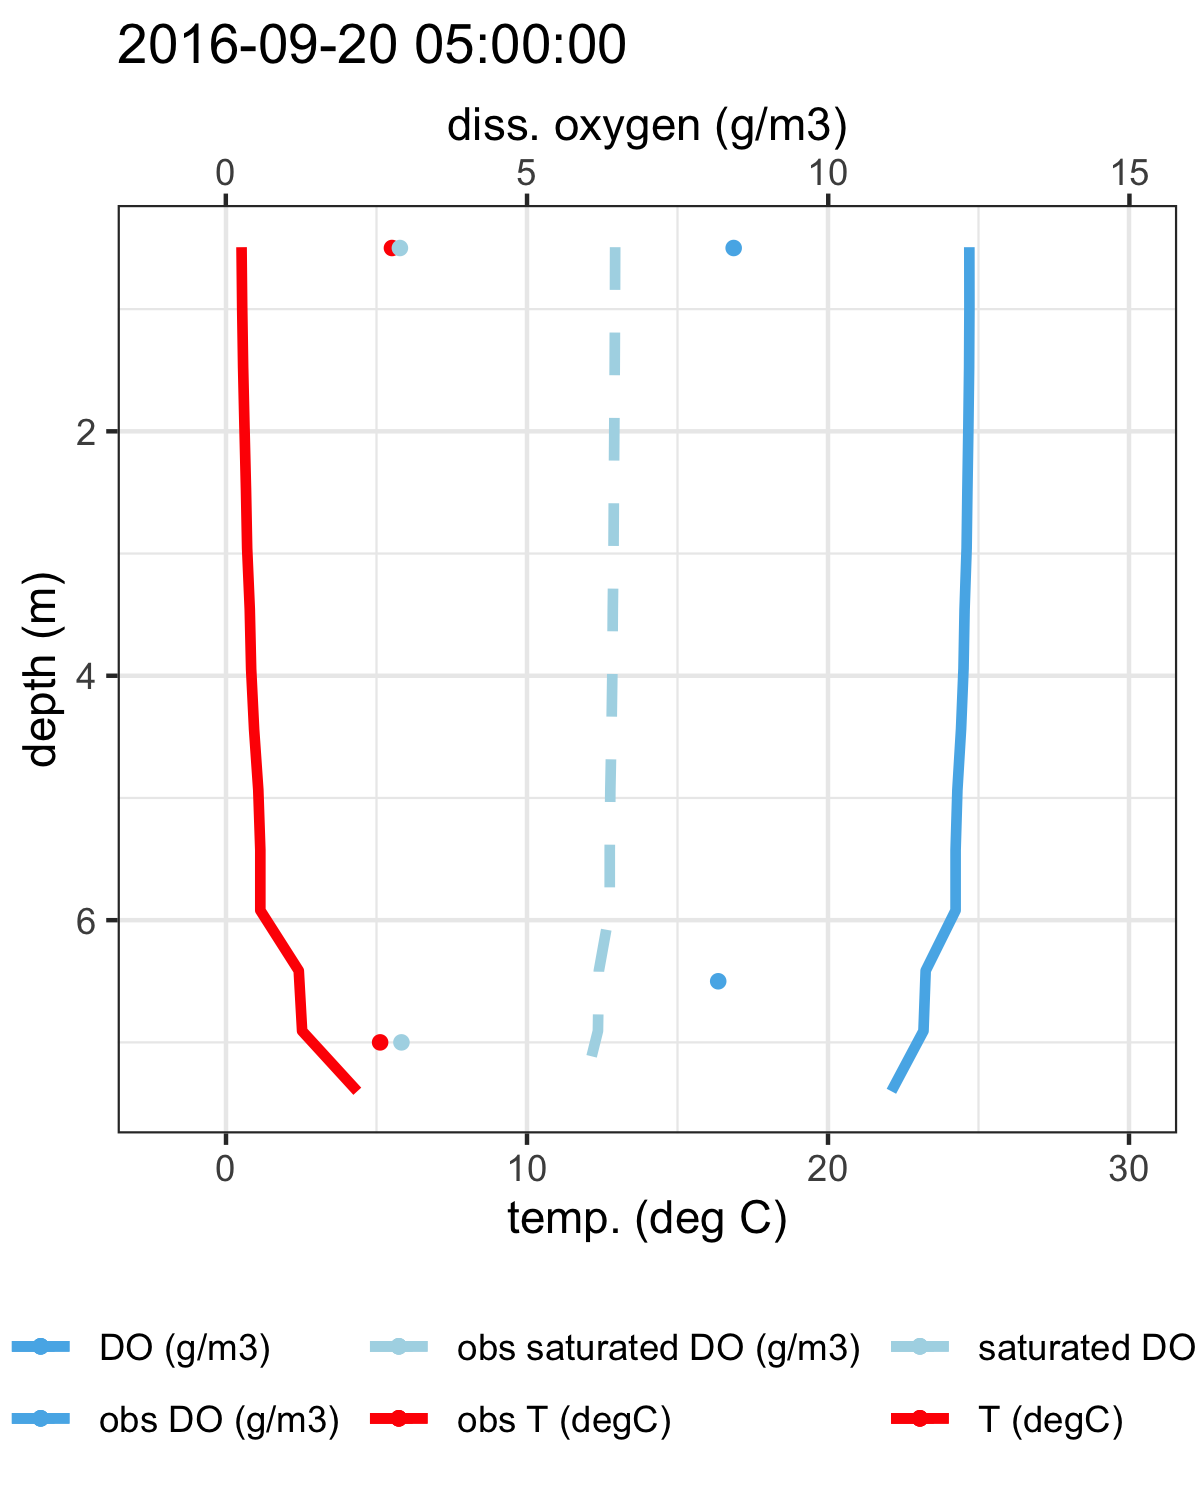 2016-09-20 05:00:00
diss. oxygen (g/m3)
0 5 10 15
depth (m)
2
4
6
0 10 20 30
temp. (deg C)
DO (g/m3) obs saturated DO (g/m3) saturated DO
obs DO (g/m3) obs T (degC) T (degC)